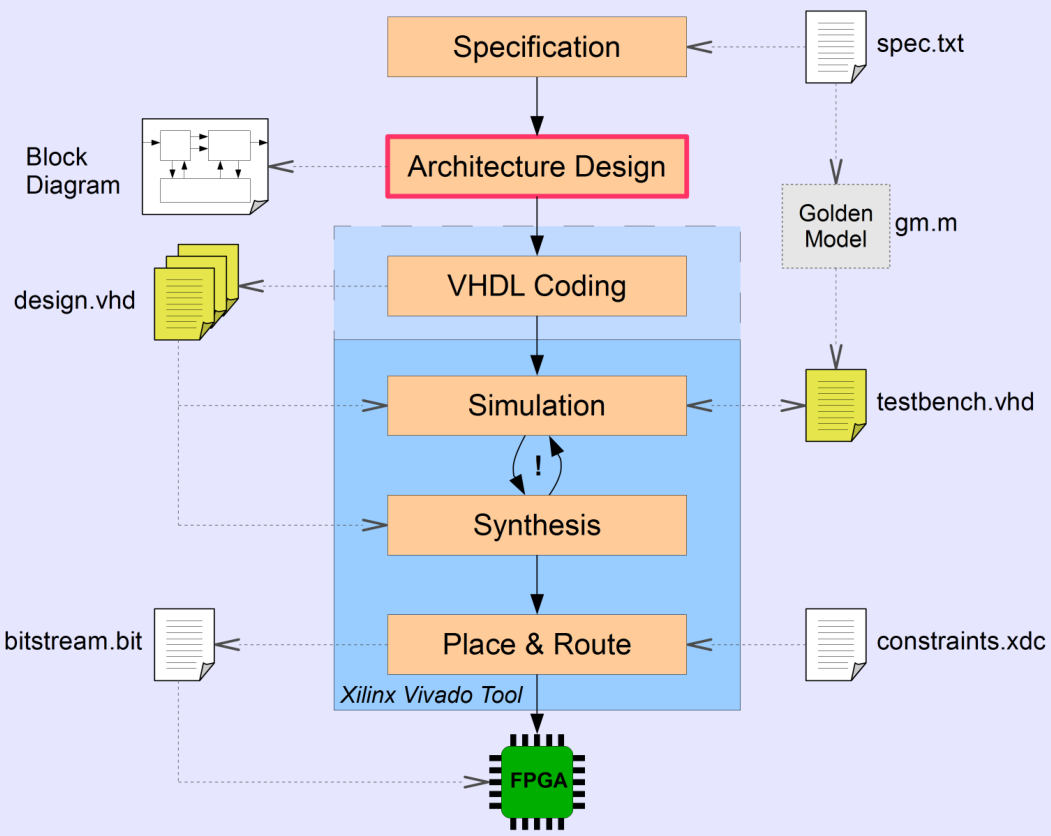 Specification
spec.txt
Block
Diagram
Architecture Design
Golden
Model
gm.m
design.vhd
VHDL Coding
Simulation
testbench.vhd
!
Synthesis
bitstream.bit
Place & Route
constraints.xdc
Xilinx Vivado Tool
FPGA